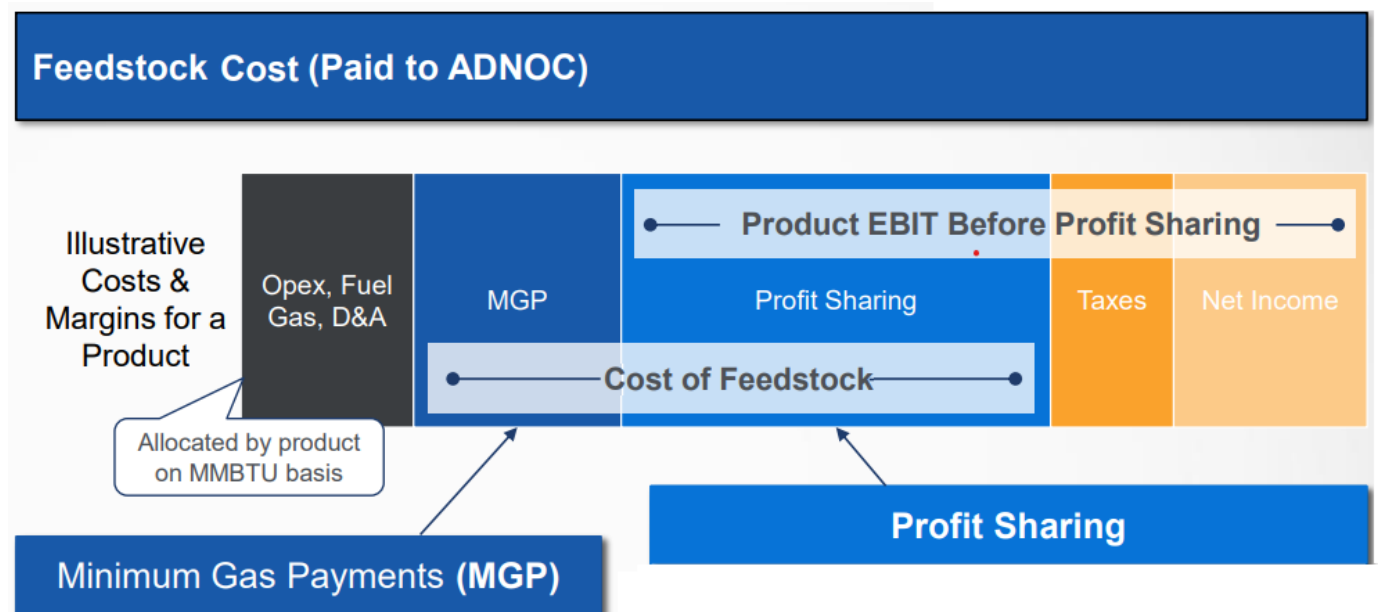 Feedstock Cost (Paid to ADNOC)
Illustrative
Costs &
Margins for a
Product
Opex, Fuel
Gas, D&A
MGP
Product EBIT Before Profit Sharing
Profit Sharing
Taxes
Net Income
Cost of Feedstock
Allocated by product
on MMBTU basis
Profit Sharing
Minimum Gas Payments (MGP)